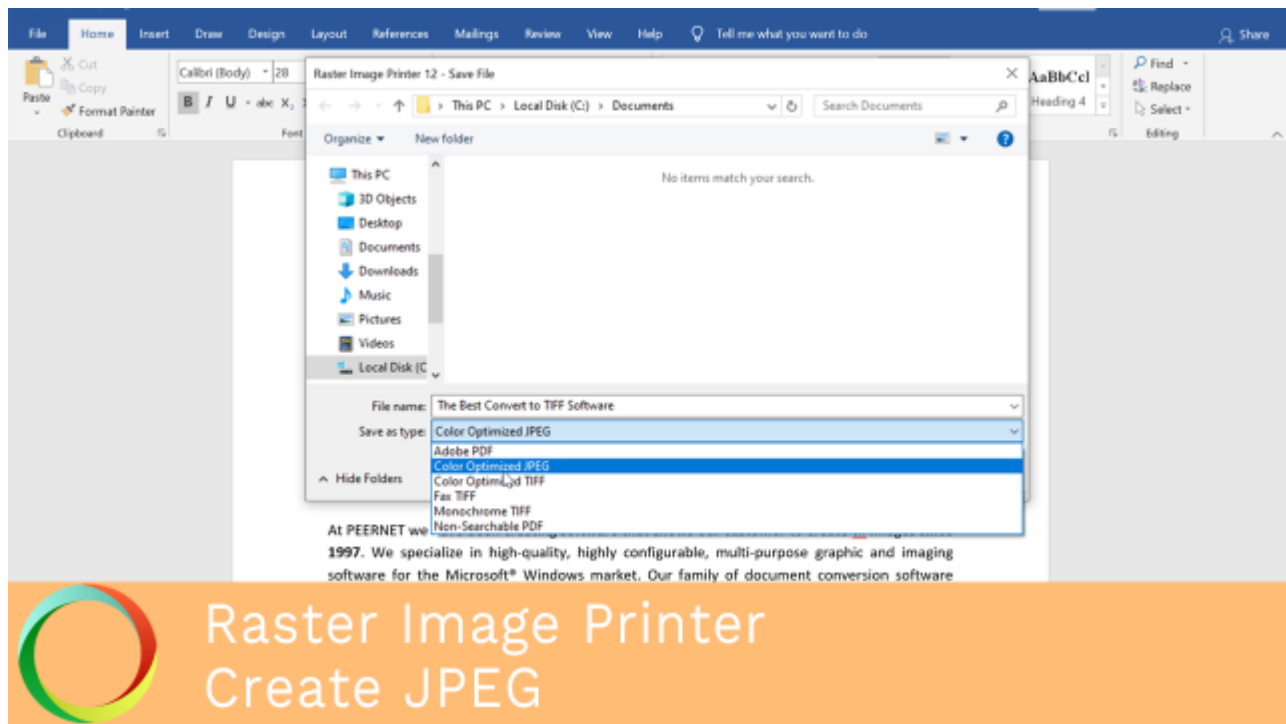 File Home Insert Draw Design Layout References Mailings Review View Help Tell me what you want to do Share
Cut
Copy
Paste
Format Painter
Clipboard
Calibri (Body) 28
B I U abc X₂
Font
AaBbCcl
Heading 4
Find
Replace
Select
Editing
Raster Image Printer 12 - Save File
This PC › Local Disk (C:) › Documents
Search Documents
Organize New folder
This PC
3D Objects
Desktop
Documents
Downloads
Music
Pictures
Videos
Local Disk (C
No items match your search.
File name: The Best Convert to TIFF Software
Save as type: Color Optimized JPEG
Adobe PDF
Color Optimized JPEG
Color Optimized TIFF
Fax TIFF
Monochrome TIFF
Non-Searchable PDF
Hide Folders
At PEERNET we
1997. We specialize in high-quality, highly configurable, multi-purpose graphic and imaging
software for the Microsoft® Windows market. Our family of document conversion software
Raster Image Printer
Create JPEG